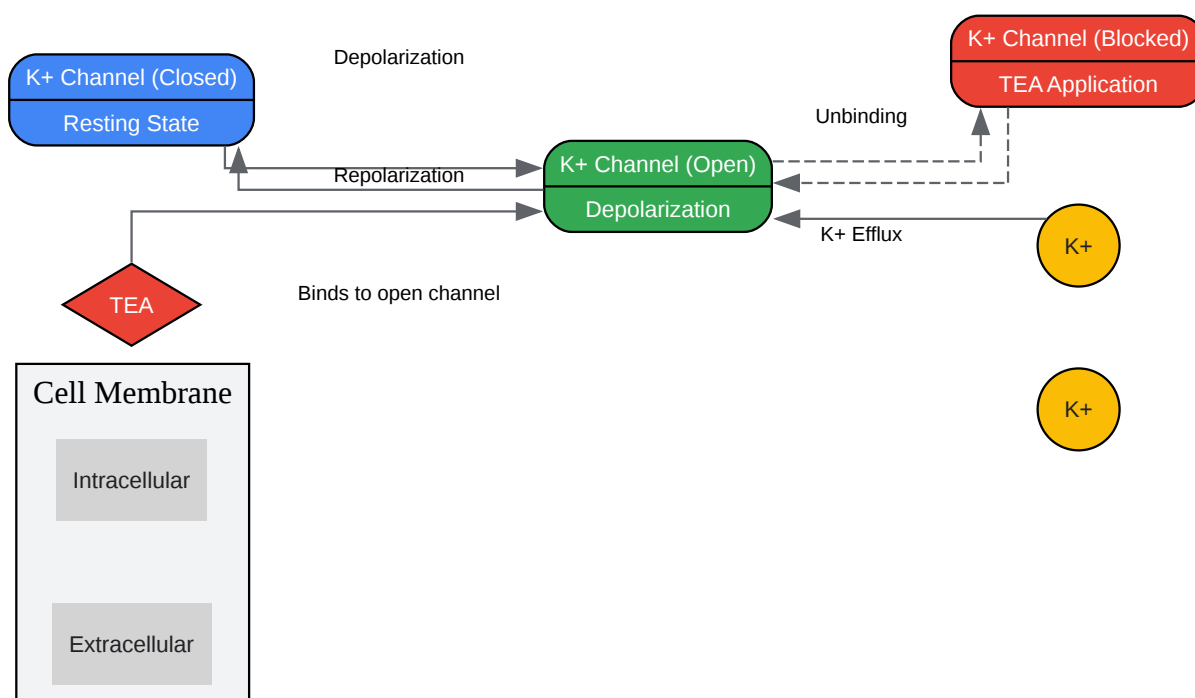 K+ Channel (Closed)
Resting State
Depolarization
K+ Channel (Blocked)
TEA Application
Unbinding
K+ Channel (Open)
Depolarization
Repolarization
K+ Efflux
K+
TEA
Binds to open channel
Cell Membrane
K+
Intracellular
Extracellular